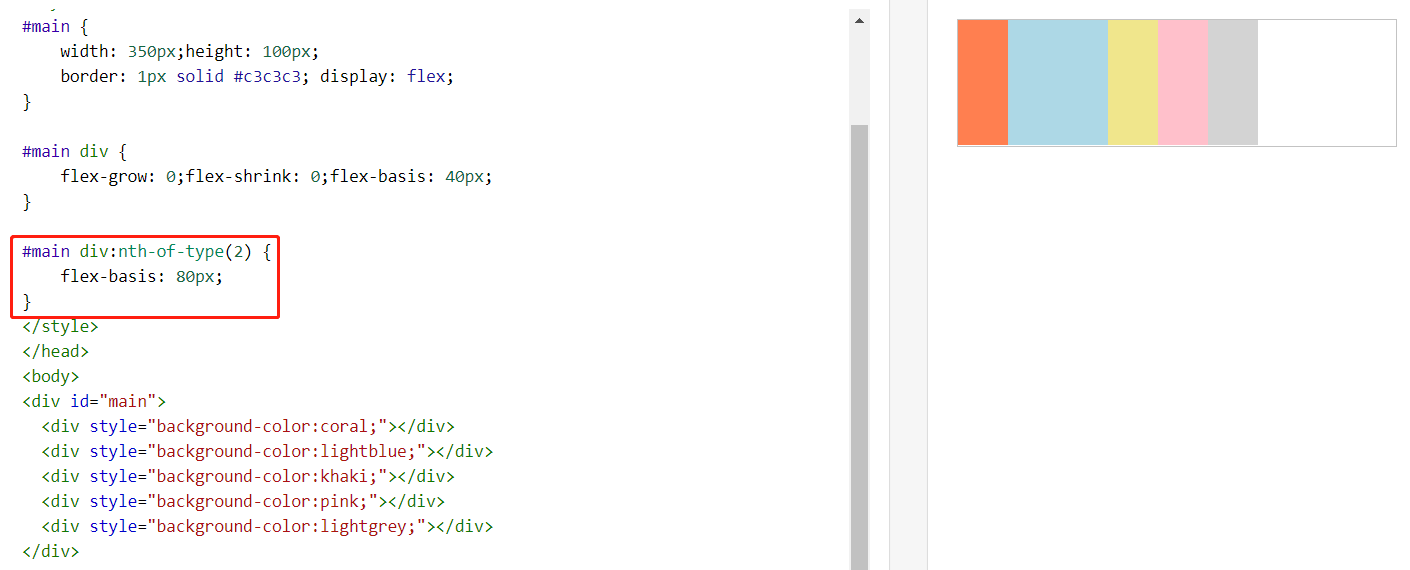 #main {
    width: 350px;height: 100px;
    border: 1px solid #c3c3c3; display: flex;
}
#main div {
    flex-grow: 0;flex-shrink: 0;flex-basis: 40px;
}
#main div:nth-of-type(2) {
    flex-basis: 80px;
}
</style>
</head>
<body>
<div id="main">
  <div style="background-color:coral;"></div>
  <div style="background-color:lightblue;"></div>
  <div style="background-color:khaki;"></div>
  <div style="background-color:pink;"></div>
  <div style="background-color:lightgrey;"></div>
</div>